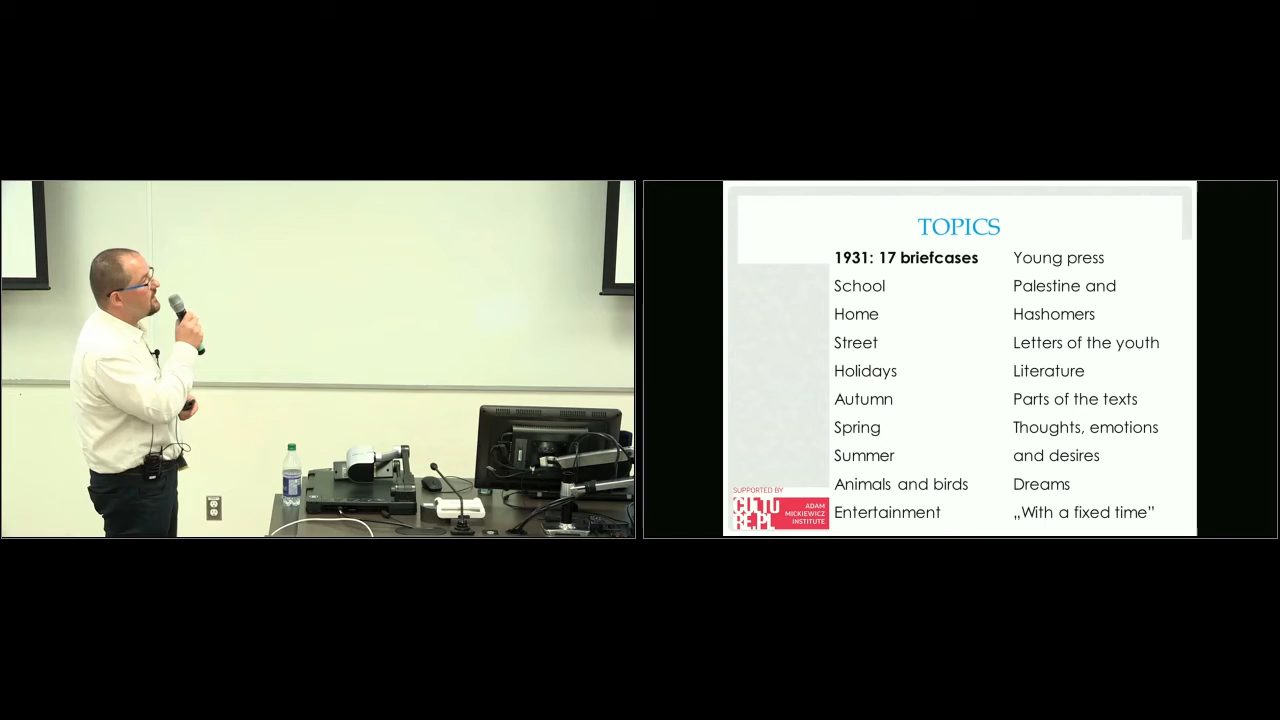 TOPICS
1931: 17 briefcases
School
Home
Street
Holidays
Autumn
Spring
Summer
Animals and birds
Entertainment
Young press
Palestine and
Hashomers
Letters of the youth
Literature
Parts of the texts
Thoughts, emotions
and desires
Dreams
„With a fixed time”
SUPPORTED BY
CULTU
RE.PL
ADAM
MICKIEWICZ
INSTITUTE